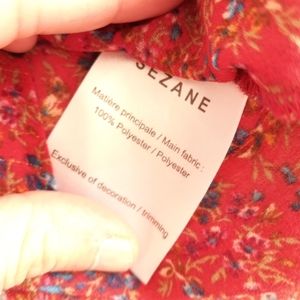 SEZANE
Matière principale / Main fabric :
100% Polyester / Polyester
Exclusive of decoration / trimming